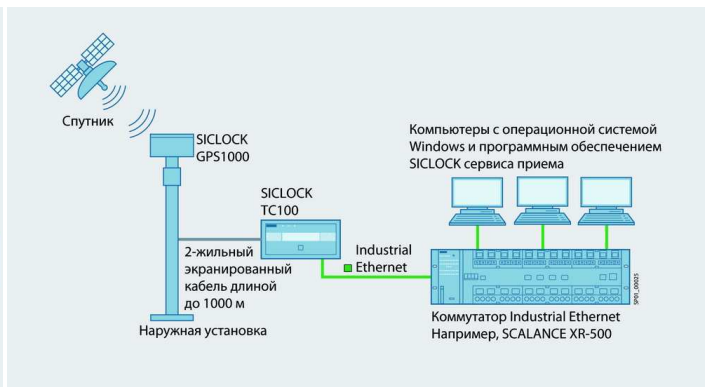 Спутник
SICLOCK
GPS1000
SICLOCK
TC100
2-жильный
экранированный
кабель длиной
до 1000 м
Наружная установка
Industrial
Ethernet
Компьютеры с операционной системой
Windows и программным обеспечением
SICLOCK сервиса приема
SPI01_00025
Коммутатор Industrial Ethernet
Например, SCALANCE XR-500